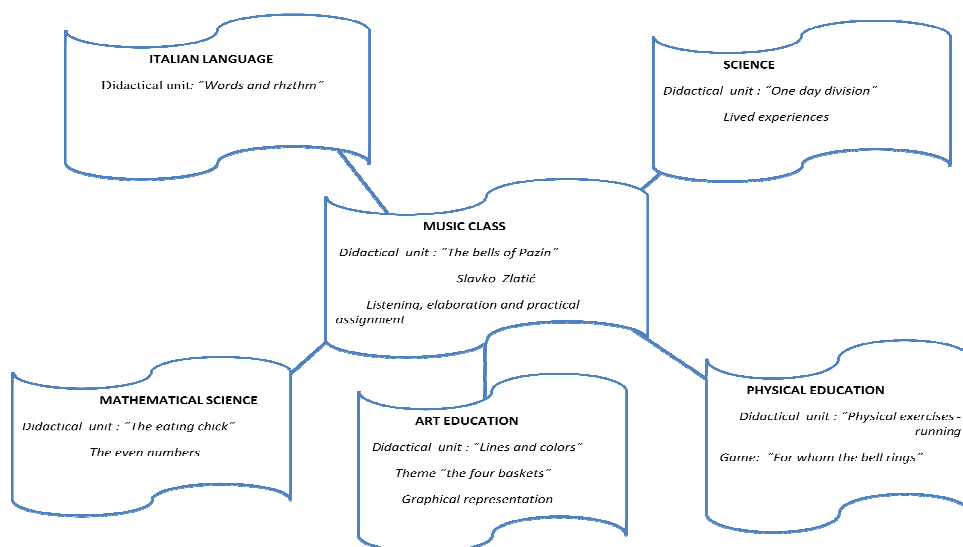 ITALIAN LANGUAGE
Didactical unit: “Words and rhzthm”
SCIENCE
Didactical unit : “One day division”
Lived experiences
MUSIC CLASS
Didactical unit : “The bells of Pazin”
Slavko Zlatić
Listening, elaboration and practical
assignment
MATHEMATICAL SCIENCE
Didactical unit : “The eating chick”
The even numbers
ART EDUCATION
Didactical unit : “Lines and colors”
Theme “the four baskets”
Graphical representation
PHYSICAL EDUCATION
Didactical unit : “Physical exercises -
running
Game: “For whom the bell rings”